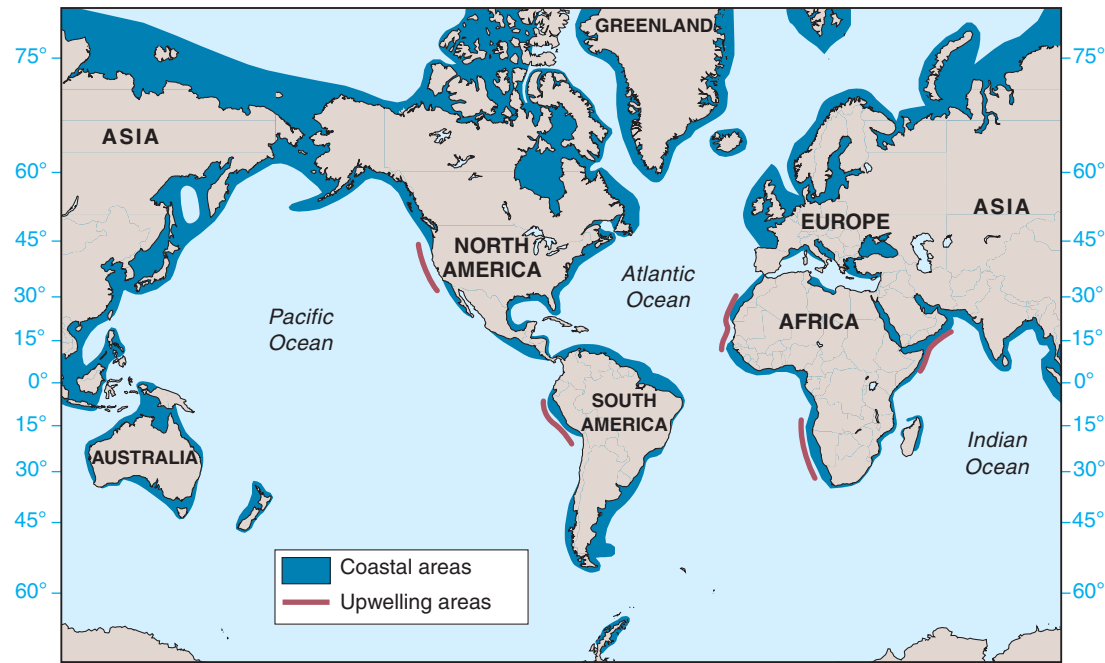 GREENLAND
75°
75°
ASIA
60°
60°
EUROPE
ASIA
45°
NORTH
AMERICA
45°
Atlantic
Ocean
30°
30°
Pacific
Ocean
AFRICA
15°
15°
0°
0°
SOUTH
AMERICA
15°
15°
Indian
Ocean
AUSTRALIA
30°
30°
45°
45°
Coastal areas
Upwelling areas
60°
60°